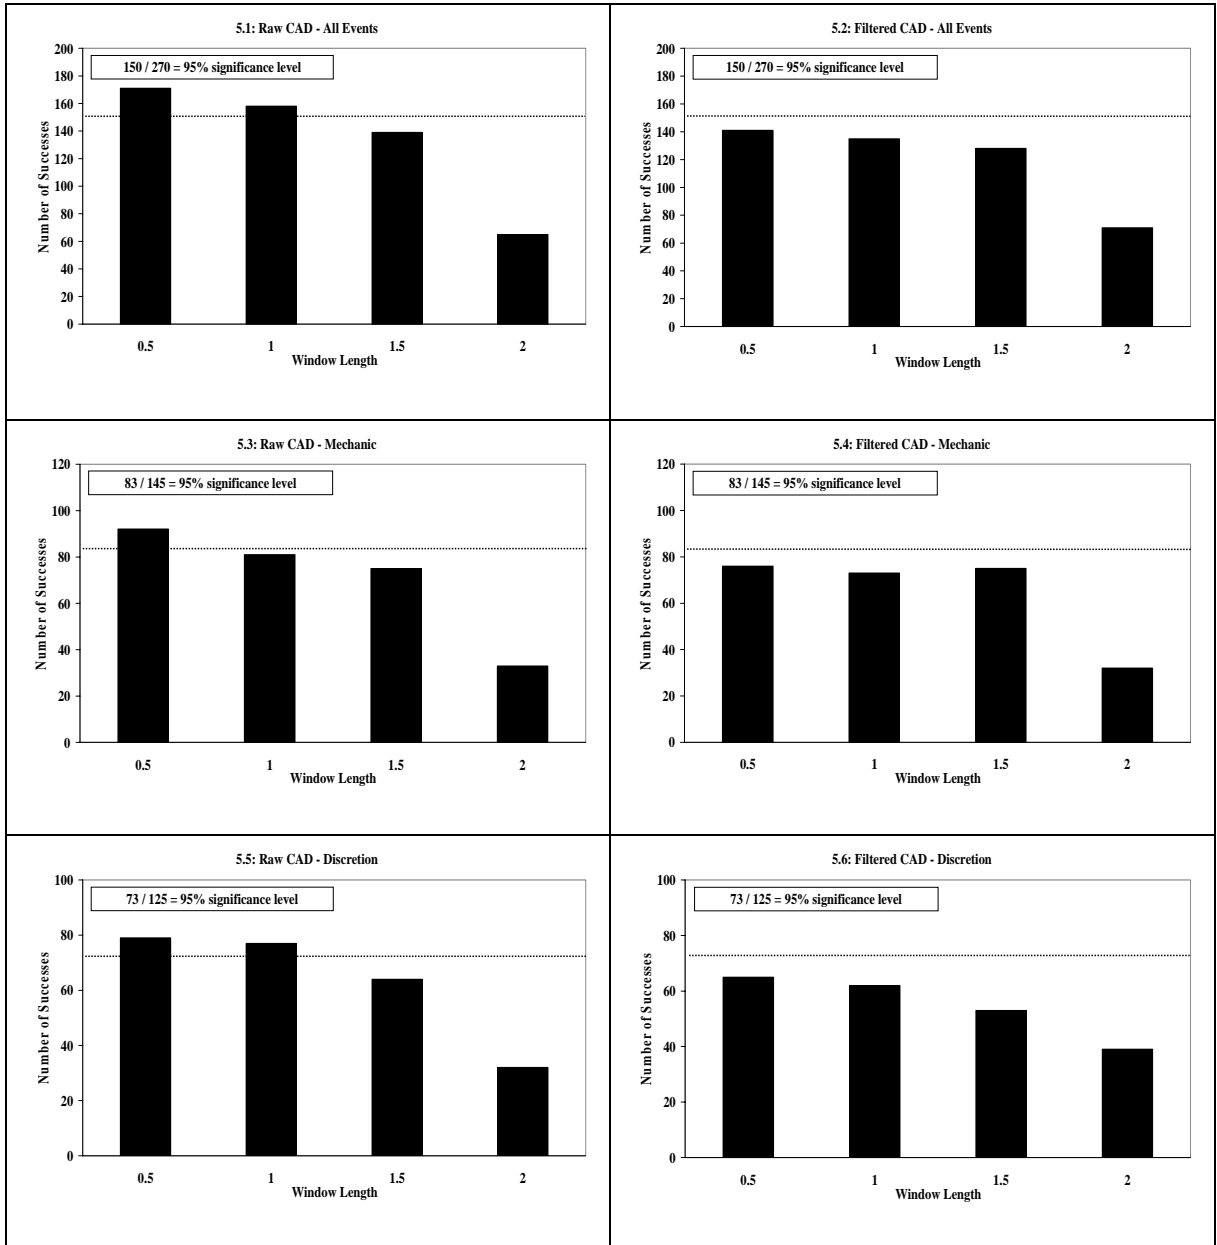 5.1: Raw CAD - All Events
200
150 / 270 = 95% significance level
180
160
140
120
100
80
60
40
20
0
Number of Successes
0.5 1 1.5 2
Window Length
5.2: Filtered CAD - All Events
200
150 / 270 = 95% significance level
180
160
140
120
100
80
60
40
20
0
Number of Successes
0.5 1 1.5 2
Window Length
5.3: Raw CAD - Mechanic
120
83 / 145 = 95% significance level
100
80
60
40
20
0
Number of Successes
0.5 1 1.5 2
Window Length
5.4: Filtered CAD - Mechanic
120
83 / 145 = 95% significance level
100
80
60
40
20
0
Number of Successes
0.5 1 1.5 2
Window Length
5.5: Raw CAD - Discretion
100
73 / 125 = 95% significance level
80
60
40
20
0
Number of Successes
0.5 1 1.5 2
Window Length
5.6: Filtered CAD - Discretion
100
73 / 125 = 95% significance level
80
60
40
20
0
Number of Successes
0.5 1 1.5 2
Window Length